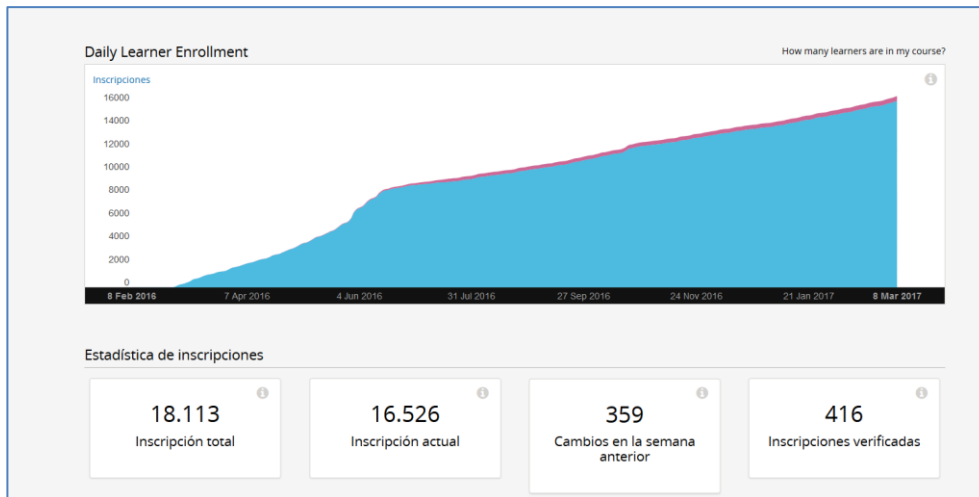 Daily Learner Enrollment
How many learners are in my course?
Inscripciones
16000
14000
12000
10000
8000
6000
4000
2000
0
8 Feb 2016 7 Apr 2016 4 Jun 2016 31 Jul 2016 27 Sep 2016 24 Nov 2016 21 Jan 2017 8 Mar 2017
Estadística de inscripciones
18.113
Inscripción total
16.526
Inscripción actual
359
Cambios en la semana
anterior
416
Inscripciones verificadas